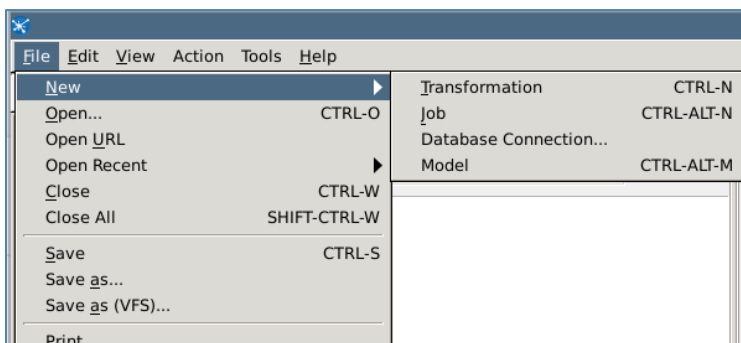 File Edit View Action Tools Help
New
Open... CTRL-O
Open URL
Open Recent
Close CTRL-W
Close All SHIFT-CTRL-W
Save CTRL-S
Save as...
Save as (VFS)...
Print
Transformation CTRL-N
Job CTRL-ALT-N
Database Connection...
Model CTRL-ALT-M